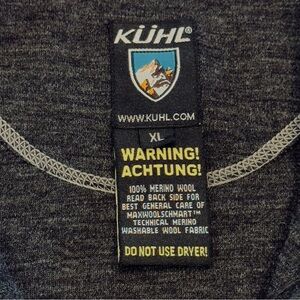 KÜHL®
WWW.KUHL.COM
XL
WARNING!
ACHTUNG!
100% MERINO WOOL
READ BACK SIDE FOR
BEST GENERAL CARE OF
MAXWOOLSCHMART™
TECHNICAL MERINO
WASHABLE WOOL FABRIC
DO NOT USE DRYER!